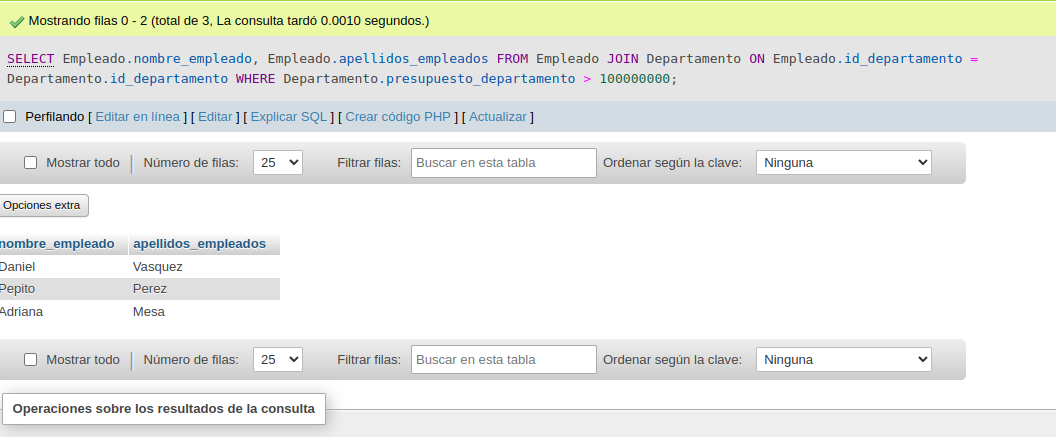 Mostrando filas 0 - 2 (total de 3, La consulta tardó 0.0010 segundos.)
SELECT Empleado.nombre_empleado, Empleado.apellidos_empleados FROM Empleado JOIN Departamento ON Empleado.id_departamento =
Departamento.id_departamento WHERE Departamento.presupuesto_departamento > 100000000;
Perfilando [ Editar en línea ] [ Editar ] [ Explicar SQL ] [ Crear código PHP ] [ Actualizar ]
Mostrar todo | Número de filas: 25 Filtrar filas: Buscar en esta tabla Ordenar según la clave: Ninguna
Opciones extra
nombre_empleado apellidos_empleados
Daniel Vasquez
Pepito Perez
Adriana Mesa
Mostrar todo | Número de filas: 25 Filtrar filas: Buscar en esta tabla Ordenar según la clave: Ninguna
Operaciones sobre los resultados de la consulta